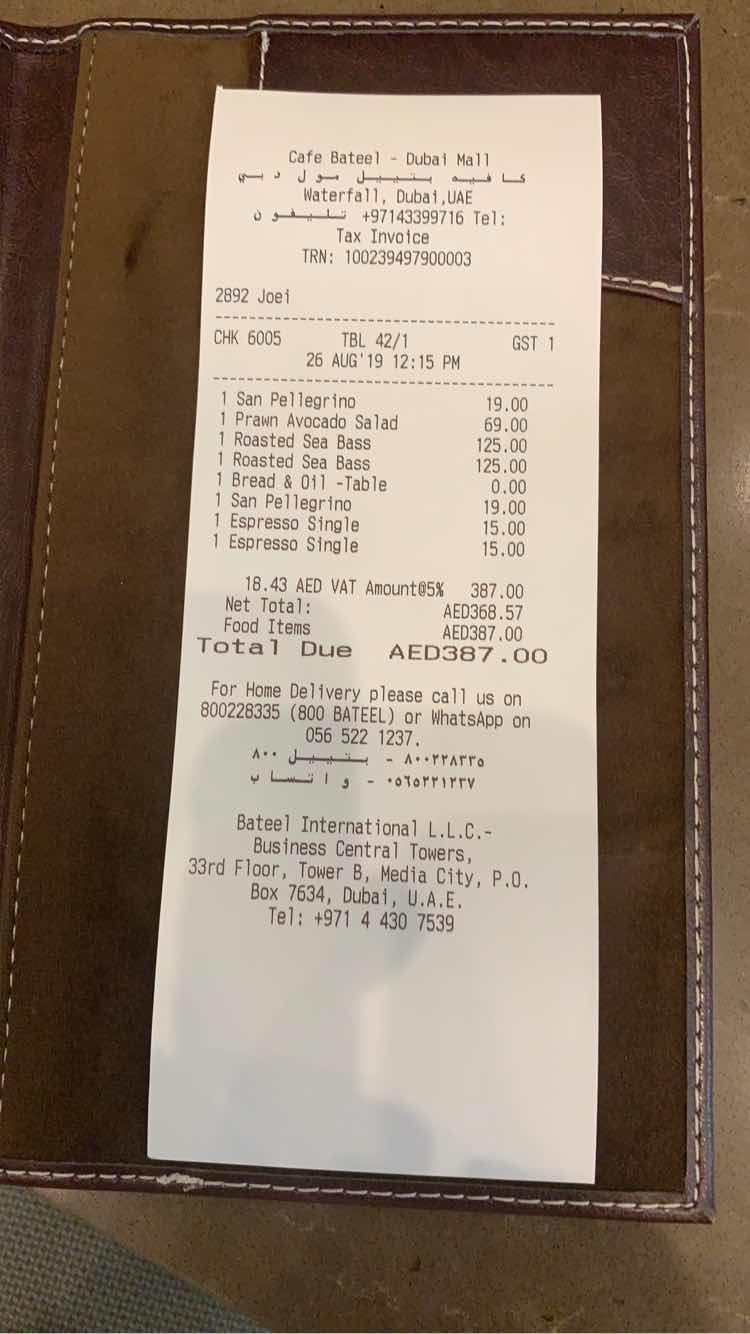 Cafe Bateel - Dubai Mall
كافيه بتييل مول دبي
Waterfall, Dubai,UAE
تليفون +97143399716 Tel:
Tax Invoice
TRN: 100239497900003
2892 Joei
CHK 6005 TBL 42/1 GST 1
26 AUG'19 12:15 PM
1 San Pellegrino 19.00
1 Prawn Avocado Salad 69.00
1 Roasted Sea Bass 125.00
1 Roasted Sea Bass 125.00
1 Bread & Oil -Table 0.00
1 San Pellegrino 19.00
1 Espresso Single 15.00
1 Espresso Single 15.00
18.43 AED VAT Amount@5% 387.00
Net Total: AED368.57
Food Items AED387.00
Total Due AED387.00
For Home Delivery please call us on
800228335 (800 BATEEL) or WhatsApp on
056 522 1237.
٨٠٠٢٢٨٣٣٥ - بتييل ٨٠٠
٠٥٦٥٢٢١٢٣٧ - واتساب
Bateel International L.L.C.-
Business Central Towers,
33rd Floor, Tower B, Media City, P.O.
Box 7634, Dubai, U.A.E.
Tel: +971 4 430 7539